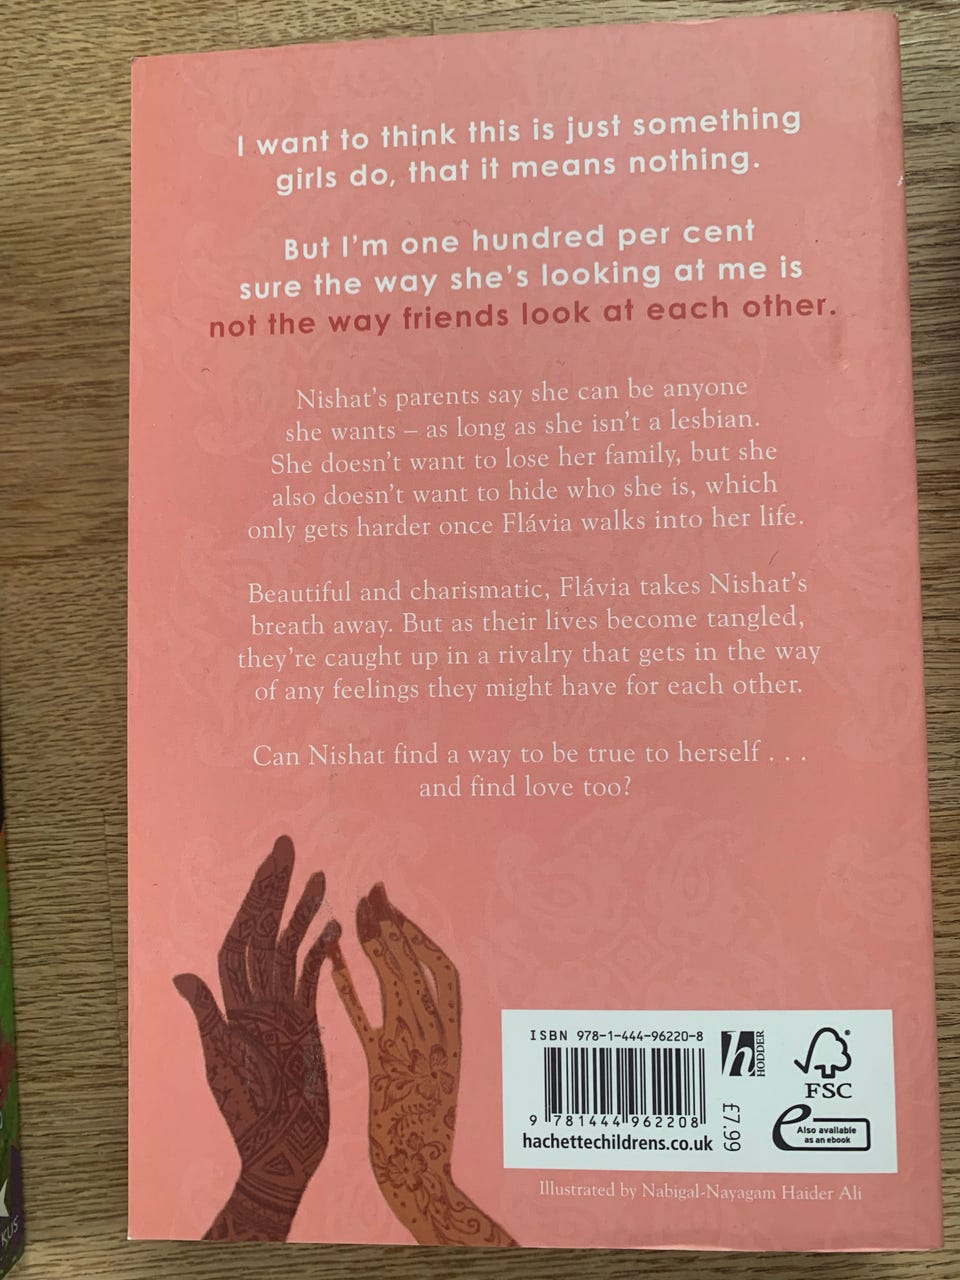 I want to think this is just something
girls do, that it means nothing.
But I'm one hundred per cent
sure the way she's looking at me is
not the way friends look at each other.
Nishat's parents say she can be anyone
she wants – as long as she isn't a lesbian.
She doesn't want to lose her family, but she
also doesn't want to hide who she is, which
only gets harder once Flávia walks into her life.
Beautiful and charismatic, Flávia takes Nishat's
breath away. But as their lives become tangled,
they're caught up in a rivalry that gets in the way
of any feelings they might have for each other.
Can Nishat find a way to be true to herself . . .
and find love too?
ISBN 978-1-444-96220-8
9 781444 962208
hachettechildrens.co.uk
h
HODDER
£7.99
FSC
®
e
Also available
as an ebook
Illustrated by Nabigal-Nayagam Haider Ali
KUS